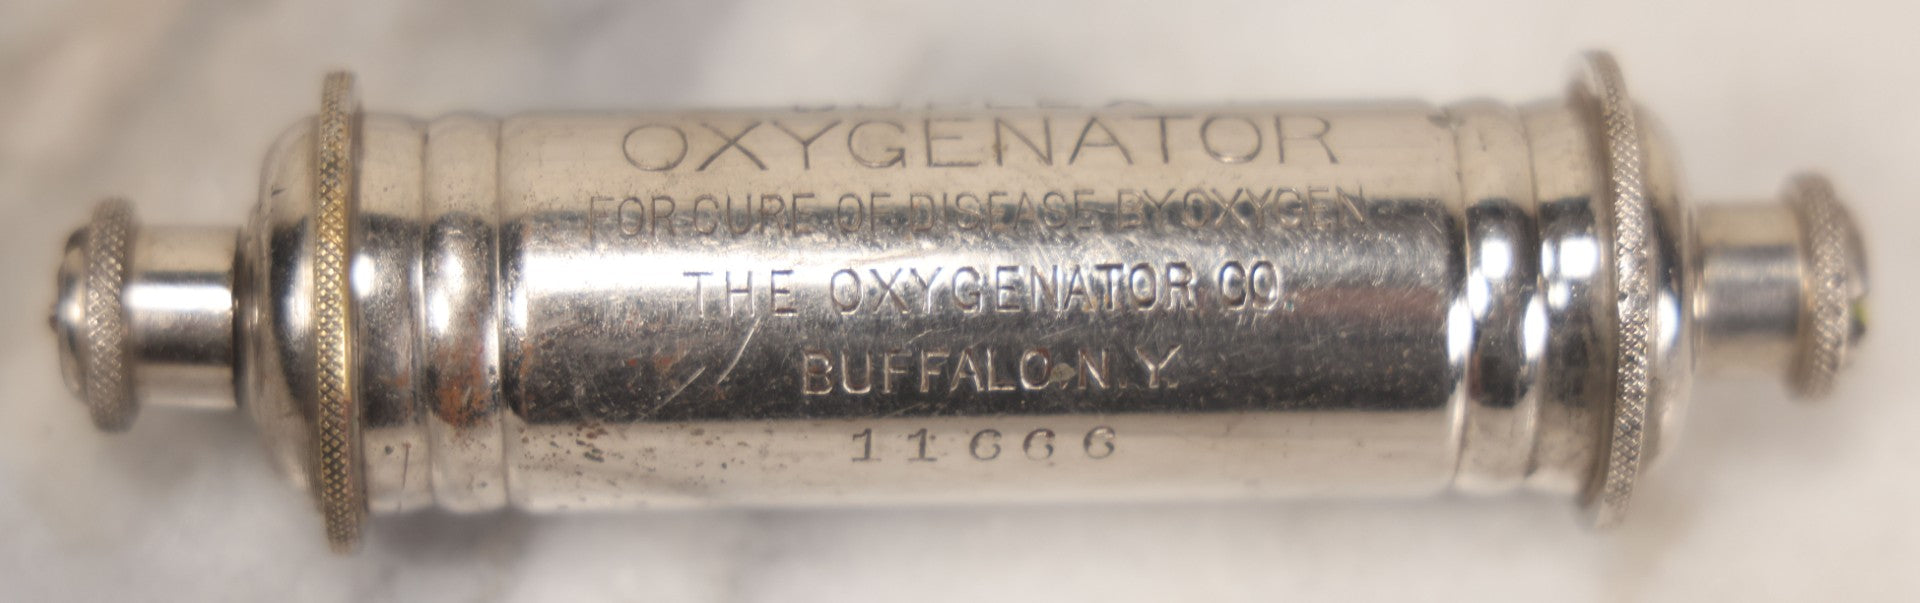 OXYGENATOR
FOR CURE OF DISEASE BY OXYGEN
THE OXYGENATOR CO.
BUFFALO N.Y.
11666